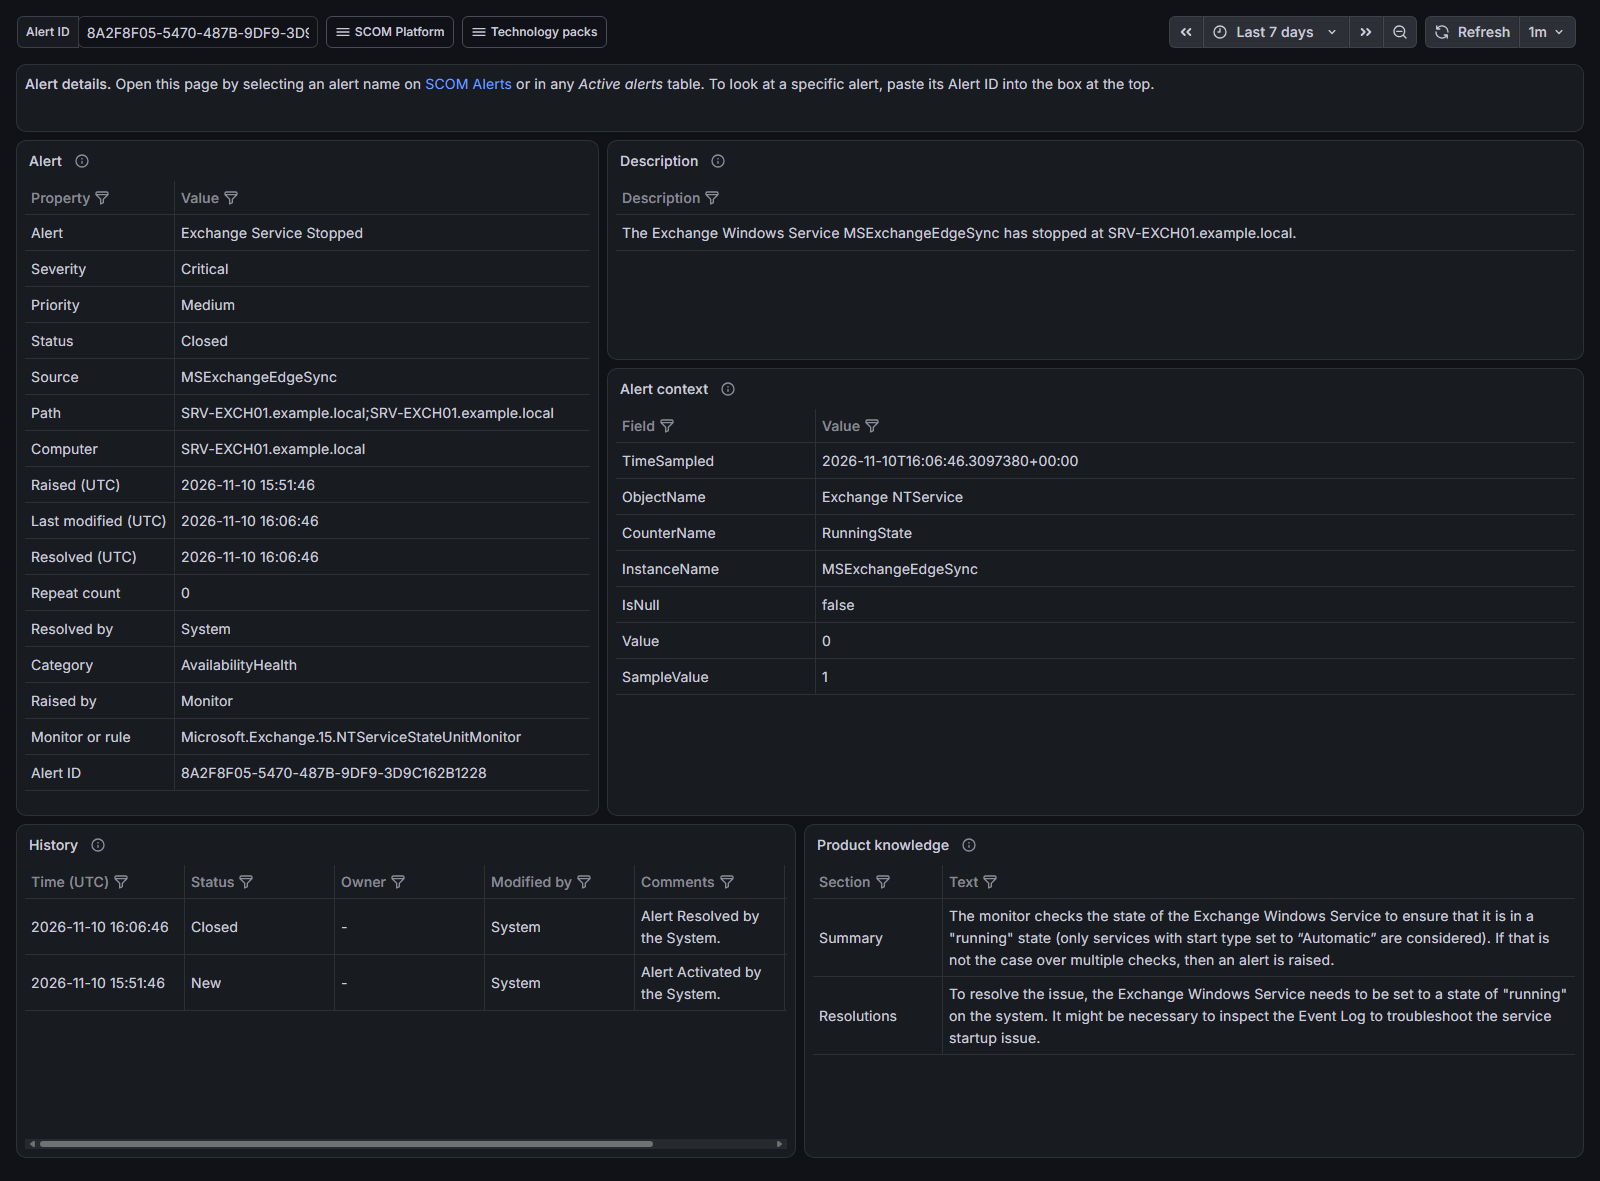 Alert ID
8A2F8F05-5470-487B-9DF9-3D9
SCOM Platform
Technology packs
Last 7 days
Refresh
1m
Alert details. Open this page by selecting an alert name on SCOM Alerts or in any Active alerts table. To look at a specific alert, paste its Alert ID into the box at the top.
Alert
Property
Value
Alert
Exchange Service Stopped
Severity
Critical
Priority
Medium
Status
Closed
Source
MSExchangeEdgeSync
Path
SRV-EXCH01.example.local;SRV-EXCH01.example.local
Computer
SRV-EXCH01.example.local
Raised (UTC)
2026-11-10 15:51:46
Last modified (UTC)
2026-11-10 16:06:46
Resolved (UTC)
2026-11-10 16:06:46
Repeat count
0
Resolved by
System
Category
AvailabilityHealth
Raised by
Monitor
Monitor or rule
Microsoft.Exchange.15.NTServiceStateUnitMonitor
Alert ID
8A2F8F05-5470-487B-9DF9-3D9C162B1228
Description
Description
The Exchange Windows Service MSExchangeEdgeSync has stopped at SRV-EXCH01.example.local.
Alert context
Field
Value
TimeSampled
2026-11-10T16:06:46.3097380+00:00
ObjectName
Exchange NTService
CounterName
RunningState
InstanceName
MSExchangeEdgeSync
IsNull
false
Value
0
SampleValue
1
History
Time (UTC)
Status
Owner
Modified by
Comments
2026-11-10 16:06:46
Closed
-
System
Alert Resolved by
the System.
2026-11-10 15:51:46
New
-
System
Alert Activated by
the System.
Product knowledge
Section
Text
Summary
The monitor checks the state of the Exchange Windows Service to ensure that it is in a
"running" state (only services with start type set to “Automatic” are considered). If that is
not the case over multiple checks, then an alert is raised.
Resolutions
To resolve the issue, the Exchange Windows Service needs to be set to a state of "running"
on the system. It might be necessary to inspect the Event Log to troubleshoot the service
startup issue.